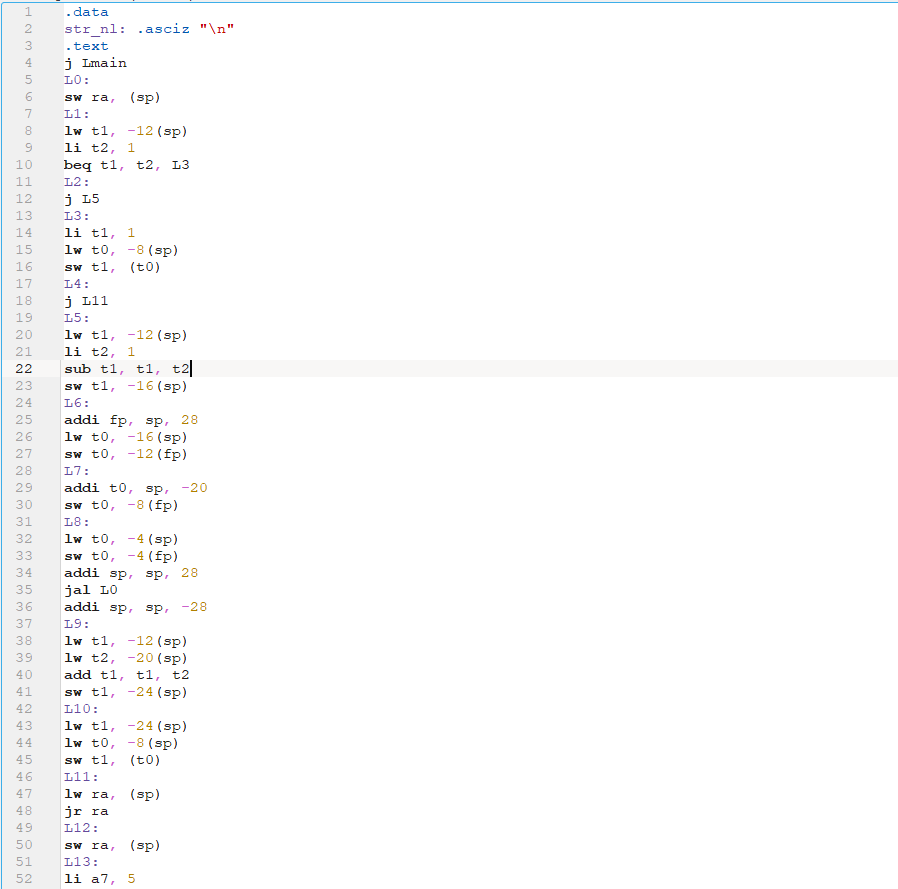 1 .data
2 str_nl: .asciz "\n"
3 .text
4 j Lmain
5 L0:
6 sw ra, (sp)
7 L1:
8 lw t1, -12(sp)
9 li t2, 1
10 beq t1, t2, L3
11 L2:
12 j L5
13 L3:
14 li t1, 1
15 lw t0, -8(sp)
16 sw t1, (t0)
17 L4:
18 j L11
19 L5:
20 lw t1, -12(sp)
21 li t2, 1
22 sub t1, t1, t2
23 sw t1, -16(sp)
24 L6:
25 addi fp, sp, 28
26 lw t0, -16(sp)
27 sw t0, -12(fp)
28 L7:
29 addi t0, sp, -20
30 sw t0, -8(fp)
31 L8:
32 lw t0, -4(sp)
33 sw t0, -4(fp)
34 addi sp, sp, 28
35 jal L0
36 addi sp, sp, -28
37 L9:
38 lw t1, -12(sp)
39 lw t2, -20(sp)
40 add t1, t1, t2
41 sw t1, -24(sp)
42 L10:
43 lw t1, -24(sp)
44 lw t0, -8(sp)
45 sw t1, (t0)
46 L11:
47 lw ra, (sp)
48 jr ra
49 L12:
50 sw ra, (sp)
51 L13:
52 li a7, 5